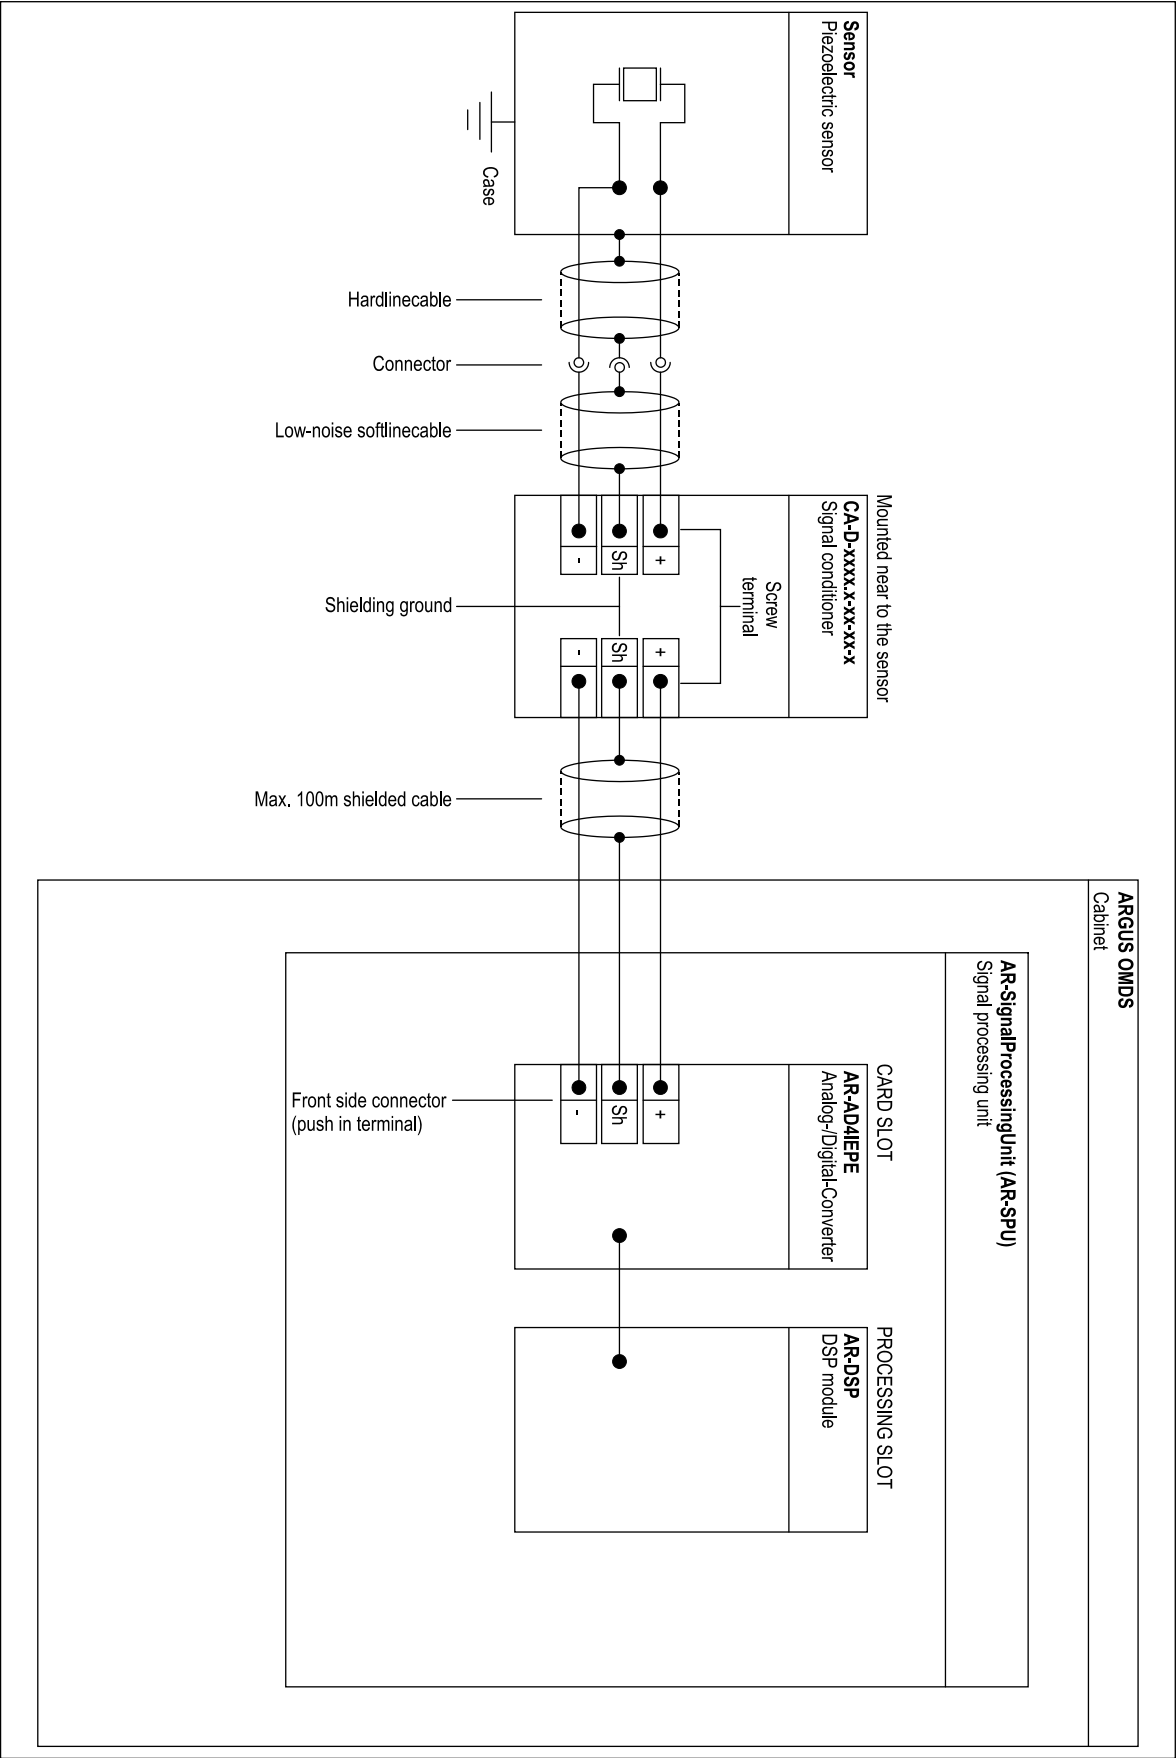 Sensor
Piezoelectric sensor
Case
Hardlinecable
Connector
Low-noise softlinecable
Mounted near to the sensor
CA-D-xxxx.x-xx-xx-x
Signal conditioner
Screw
terminal
- Sh +
Shielding ground
- Sh +
Max. 100m shielded cable
ARGUS OMDS
Cabinet
AR-SignalProcessingUnit (AR-SPU)
Signal processing unit
CARD SLOT
AR-AD4IEPE
Analog-/Digital-Converter
- Sh +
Front side connector
(push in terminal)
PROCESSING SLOT
AR-DSP
DSP module